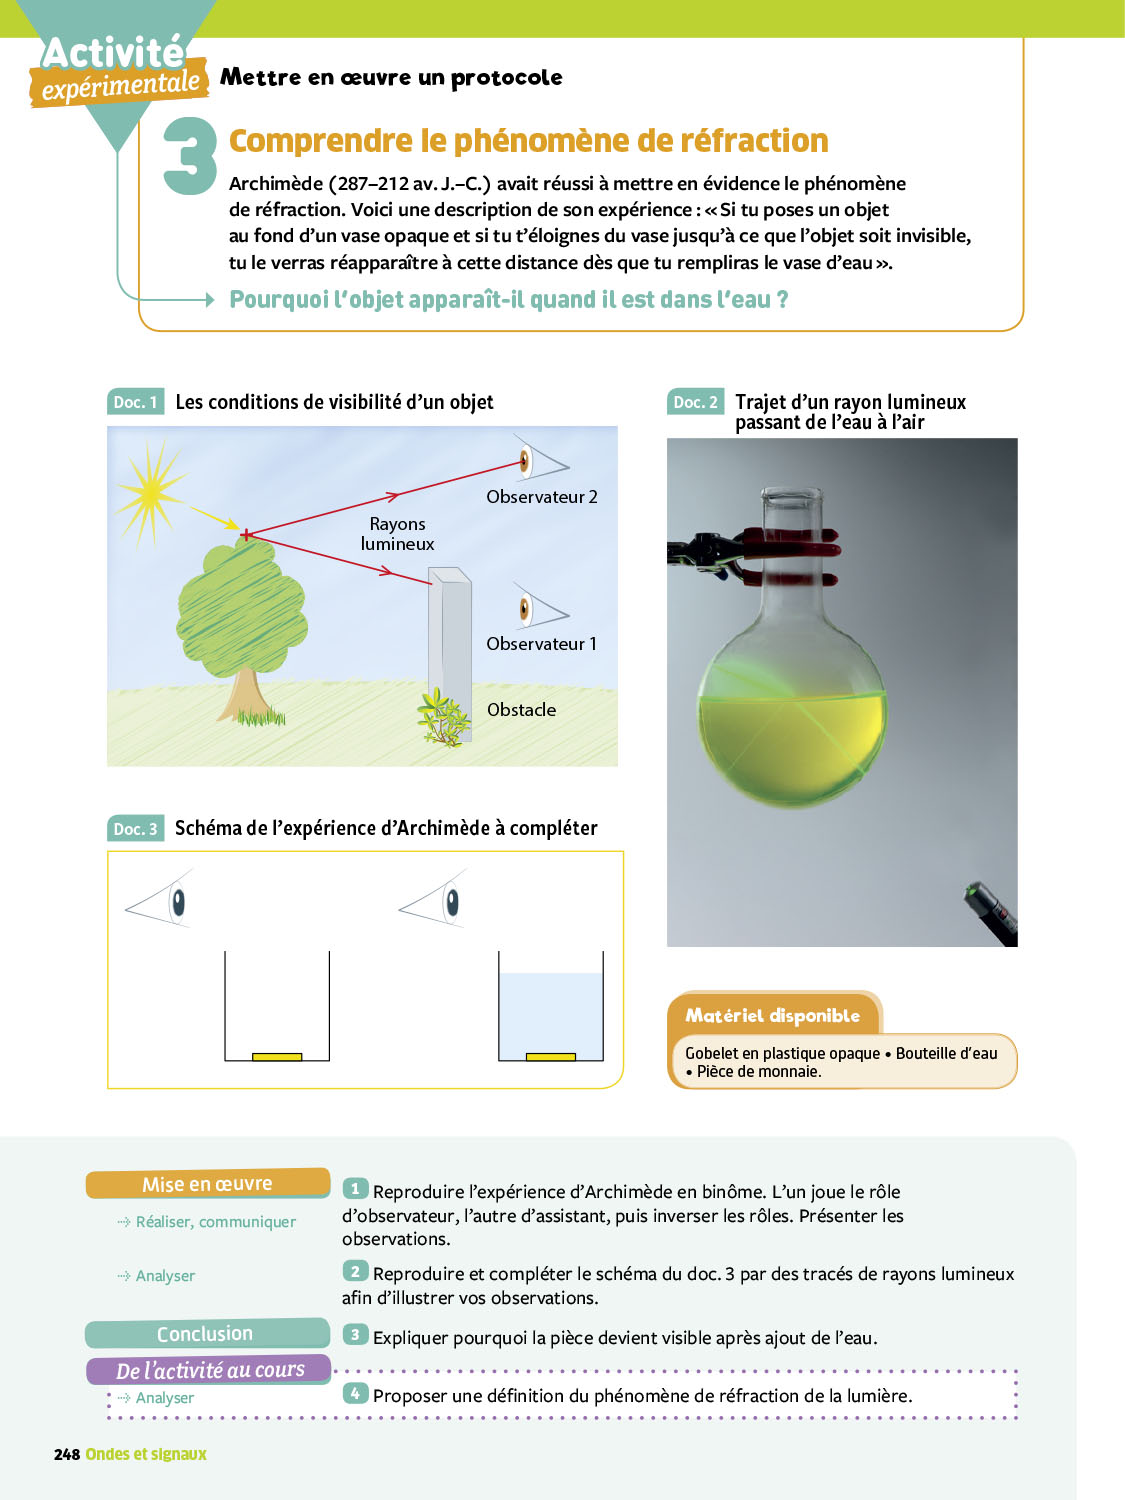 Activité
expérimentale
Mettre en œuvre un protocole
3
Comprendre le phénomène de réfraction
Archimède (287–212 av. J.–C.) avait réussi à mettre en évidence le phénomène
de réfraction. Voici une description de son expérience : « Si tu poses un objet
au fond d’un vase opaque et si tu t’éloignes du vase jusqu’à ce que l’objet soit invisible,
tu le verras réapparaître à cette distance dès que tu rempliras le vase d’eau ».
Pourquoi l’objet apparaît-il quand il est dans l’eau ?
Doc. 1 Les conditions de visibilité d’un objet
Observateur 2
Rayons
lumineux
Observateur 1
Obstacle
Doc. 2 Trajet d’un rayon lumineux
passant de l’eau à l’air
Doc. 3 Schéma de l’expérience d’Archimède à compléter
Matériel disponible
Gobelet en plastique opaque • Bouteille d’eau
• Pièce de monnaie.
Mise en œuvre
Réaliser, communiquer
1 Reproduire l’expérience d’Archimède en binôme. L’un joue le rôle
d’observateur, l’autre d’assistant, puis inverser les rôles. Présenter les
observations.
Analyser
2 Reproduire et compléter le schéma du doc. 3 par des tracés de rayons lumineux
afin d’illustrer vos observations.
Conclusion
3 Expliquer pourquoi la pièce devient visible après ajout de l’eau.
De l’activité au cours
Analyser
4 Proposer une définition du phénomène de réfraction de la lumière.
248 Ondes et signaux